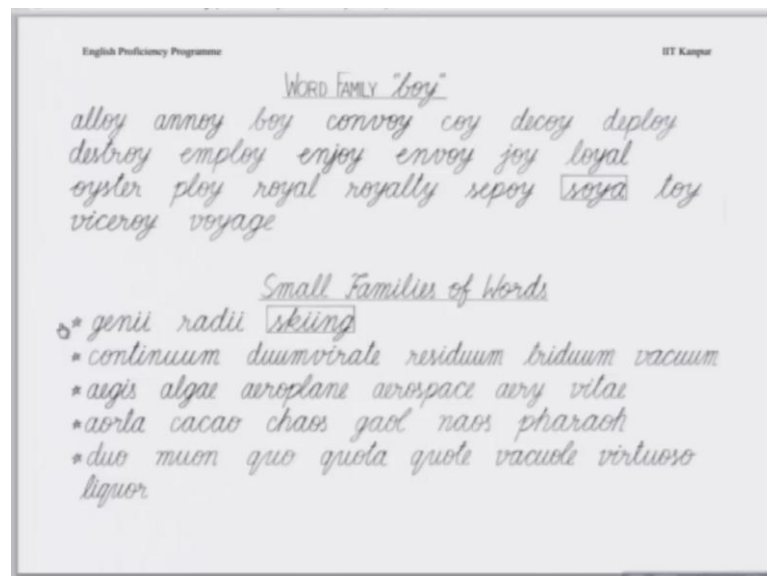 English Proficiency Programme IIT Kanpur
WORD FAMILY "boy"
alloy annoy boy convoy coy decoy deploy
destroy employ enjoy envoy joy loyal
oyster ploy royal royalty sepoy soya toy
viceroy voyage
Small Families of Words
* genii radii skiing
* continuum duumvirate residuum triduum vacuum
* aegis algae aeroplane aerospace aery vitae
* aorta cacao chaos gaol naos pharaoh
* duo muon quo quota quote vacuole virtuoso
liquor